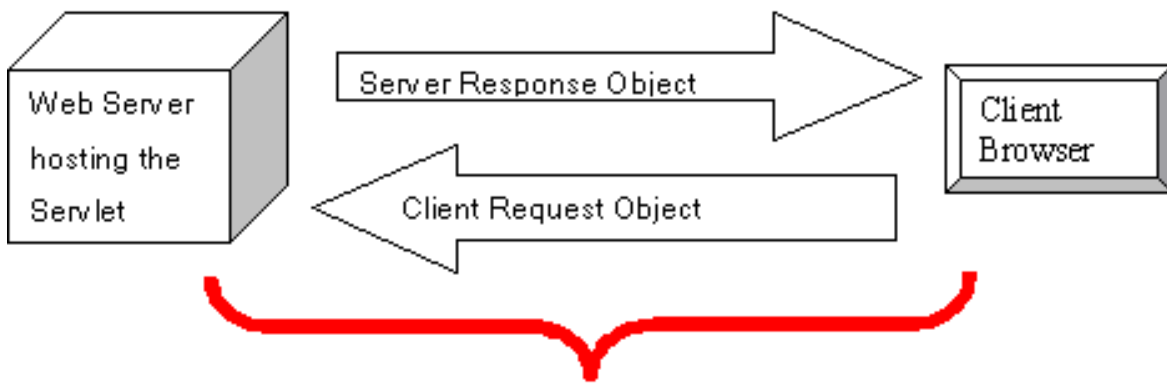 Web Server
hosting the
Servlet
Server Response Object
Client Request Object
Client
Browser